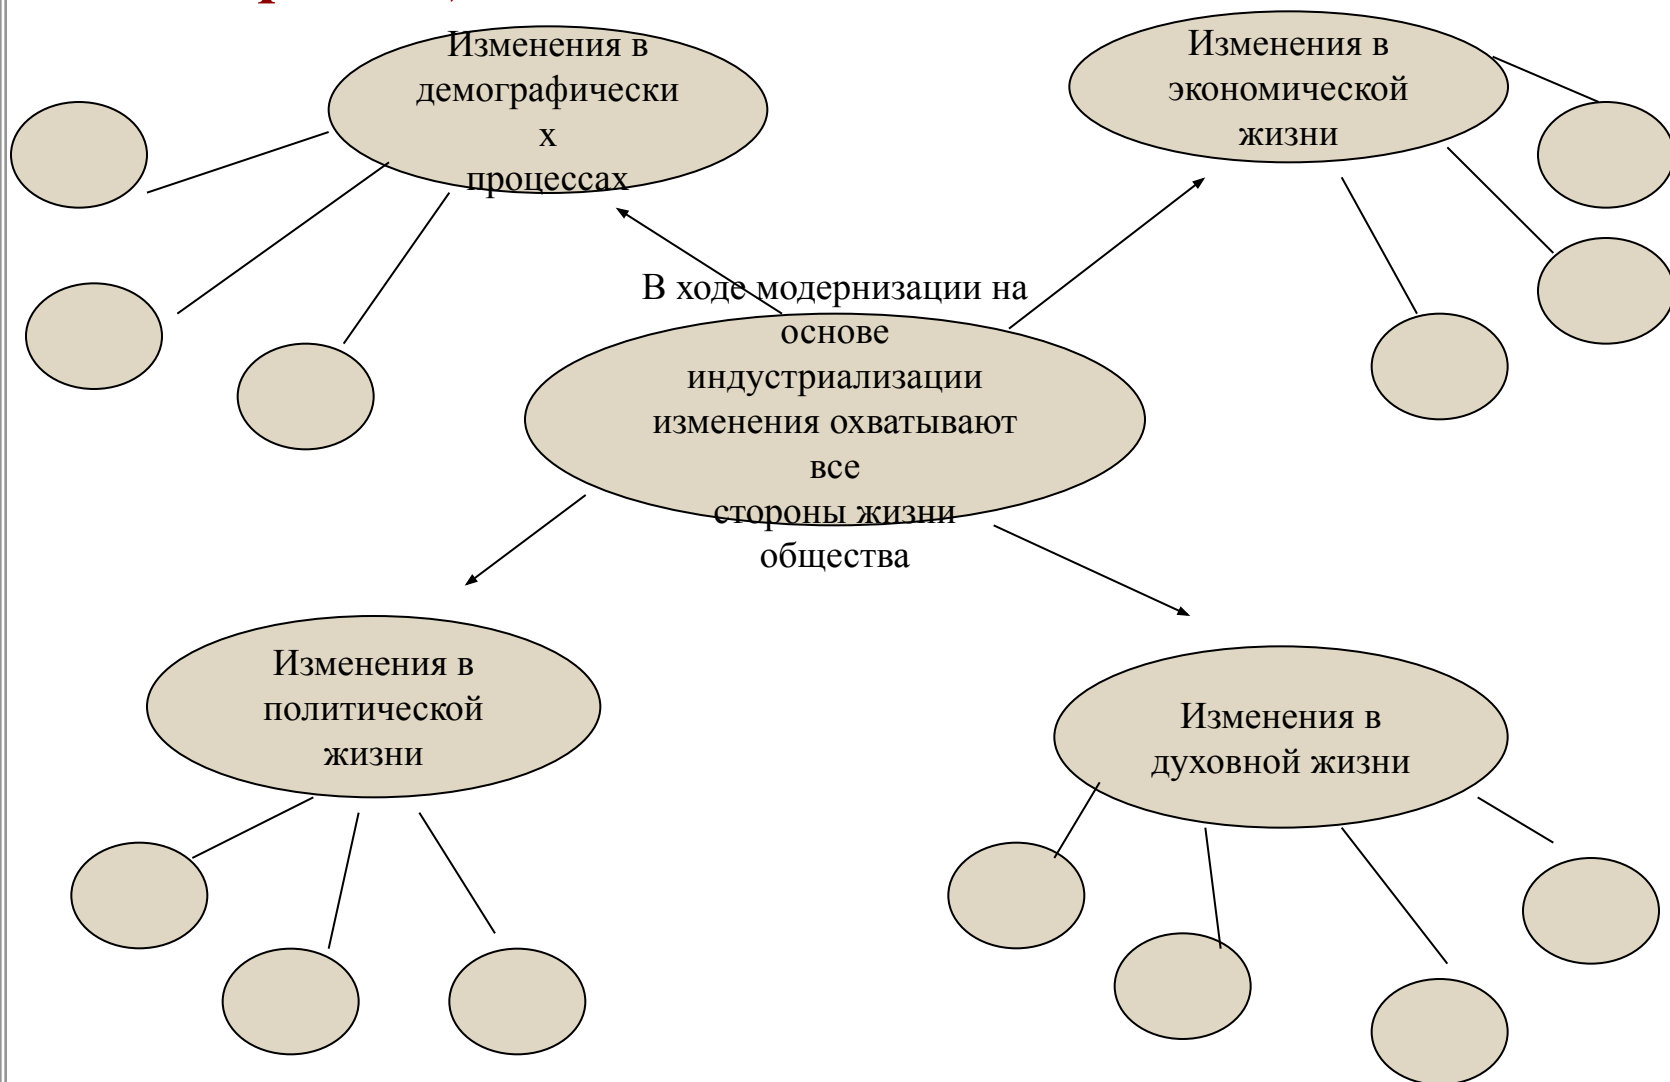 Изменения в
демографически
х
процессах
Изменения в
экономической
жизни
В ходе модернизации на
основе
индустриализации
изменения охватывают
все
стороны жизни
общества
Изменения в
политической
жизни
Изменения в
духовной жизни